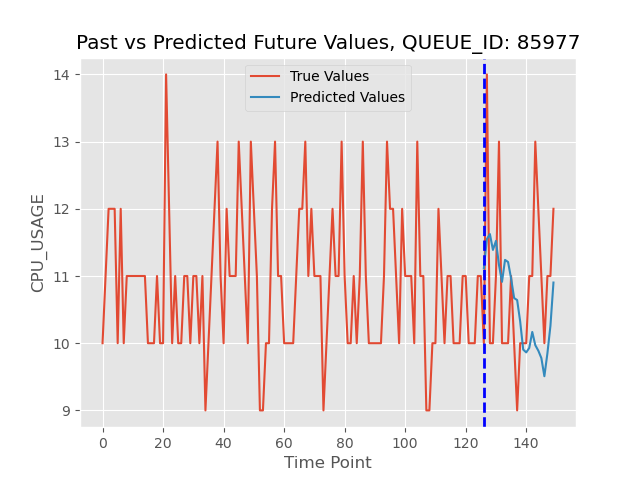 Past vs Predicted Future Values, QUEUE_ID: 85977
True Values
Predicted Values
CPU_USAGE
14
13
12
11
10
9
0 20 40 60 80 100 120 140
Time Point